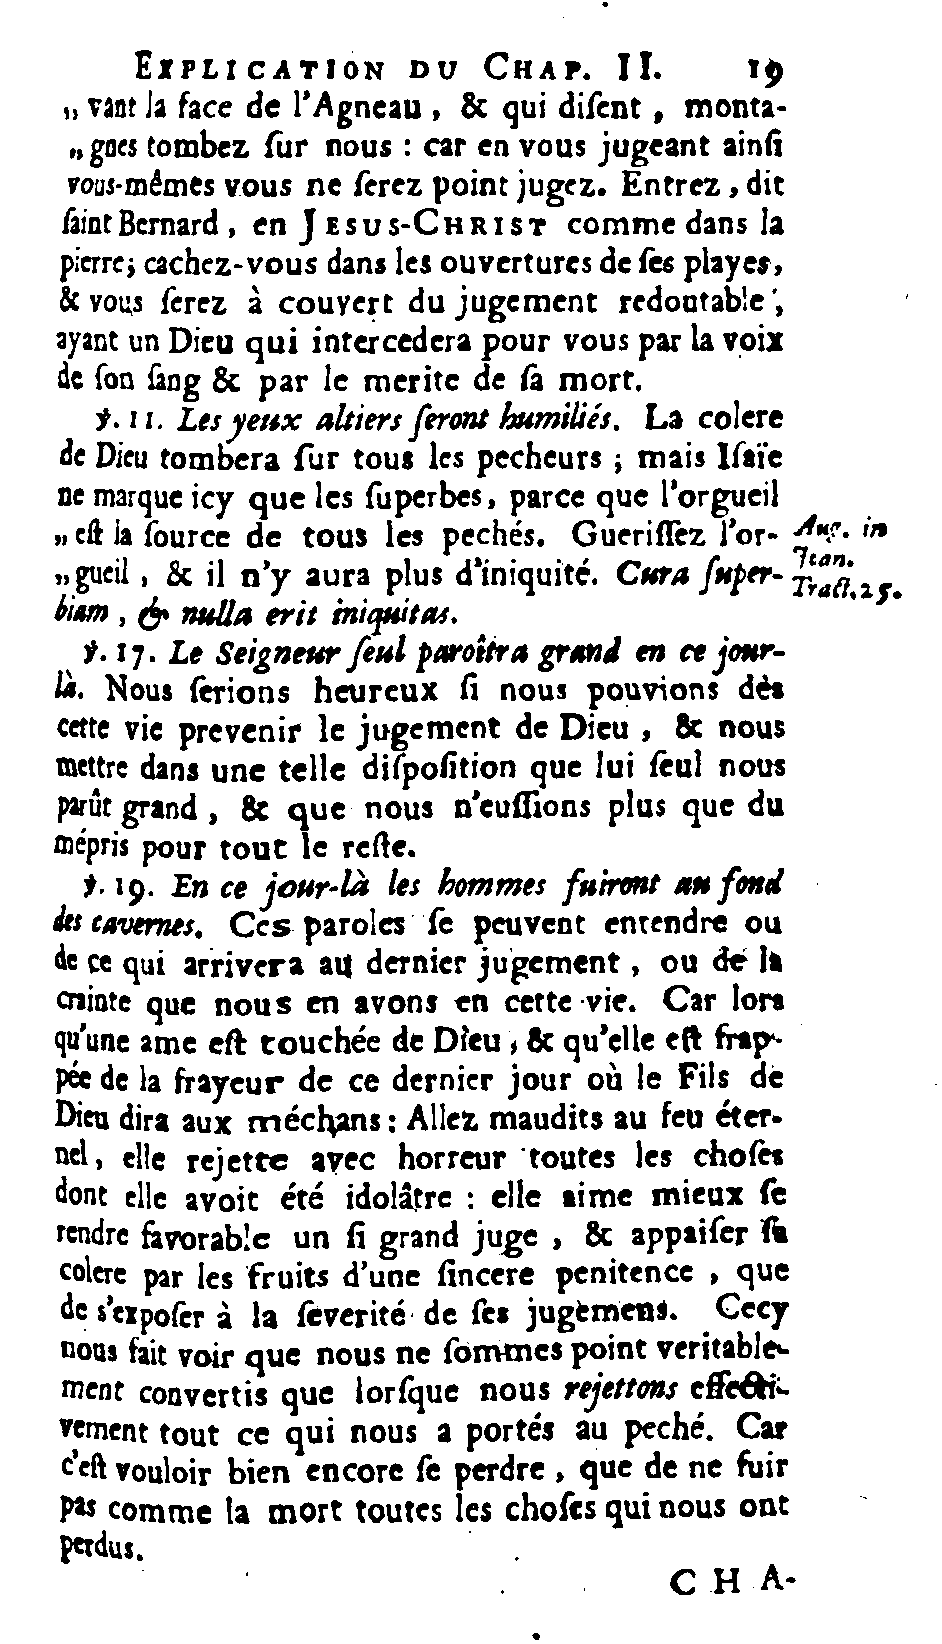 EXPLICATION DU CHAP. II. 19
„ vant la face de l'Agneau, & qui diſent, monta-
„ gnes tombez ſur nous : car en vous jugeant ainſi
vous-mêmes vous ne ſerez point jugez. Entrez, dit
ſaint Bernard, en JESUS-CHRIST comme dans la
pierre; cachez-vous dans les ouvertures de ſes playes,
& vous ſerez à couvert du jugement redoutable,
ayant un Dieu qui intercedera pour vous par la voix
de ſon ſang & par le merite de ſa mort.
℣. 11. Les yeux altiers ſeront humiliés. La colere
de Dieu tombera ſur tous les pecheurs ; mais Iſaïe
ne marque icy que les ſuperbes, parce que l'orgueil
„ eſt la ſource de tous les pechés. Gueriſſez l'or-
„ gueil, & il n'y aura plus d'iniquité. Cura ſuper-
biam, & nulla erit iniquitas.
Aug. in
Jean.
Tract. 25.
℣. 17. Le Seigneur ſeul paroîtra grand en ce jour-
là. Nous ſerions heureux ſi nous pouvions dès
cette vie prevenir le jugement de Dieu, & nous
mettre dans une telle diſpoſition que lui ſeul nous
parût grand, & que nous n'euſſions plus que du
mépris pour tout le reſte.
℣. 19. En ce jour-là les hommes fuiront au fond
des cavernes. Ces paroles ſe peuvent entendre ou
de ce qui arrivera au dernier jugement, ou de la
crainte que nous en avons en cette vie. Car lors
qu'une ame eſt touchée de Dieu, & qu'elle eſt frap-
pée de la frayeur de ce dernier jour où le Fils de
Dieu dira aux méchans : Allez maudits au feu éter-
nel, elle rejette avec horreur toutes les choſes
dont elle avoit été idolâtre : elle aime mieux ſe
rendre favorable un ſi grand juge, & appaiſer ſa
colere par les fruits d'une ſincere penitence, que
de s'expoſer à la ſeverité de ſes jugemens. Cecy
nous fait voir que nous ne ſommes point veritable-
ment convertis que lorſque nous rejettons effecti-
vement tout ce qui nous a portés au peché. Car
c'eſt vouloir bien encore ſe perdre, que de ne fuir
pas comme la mort toutes les choſes qui nous ont
perdus.
CHA-